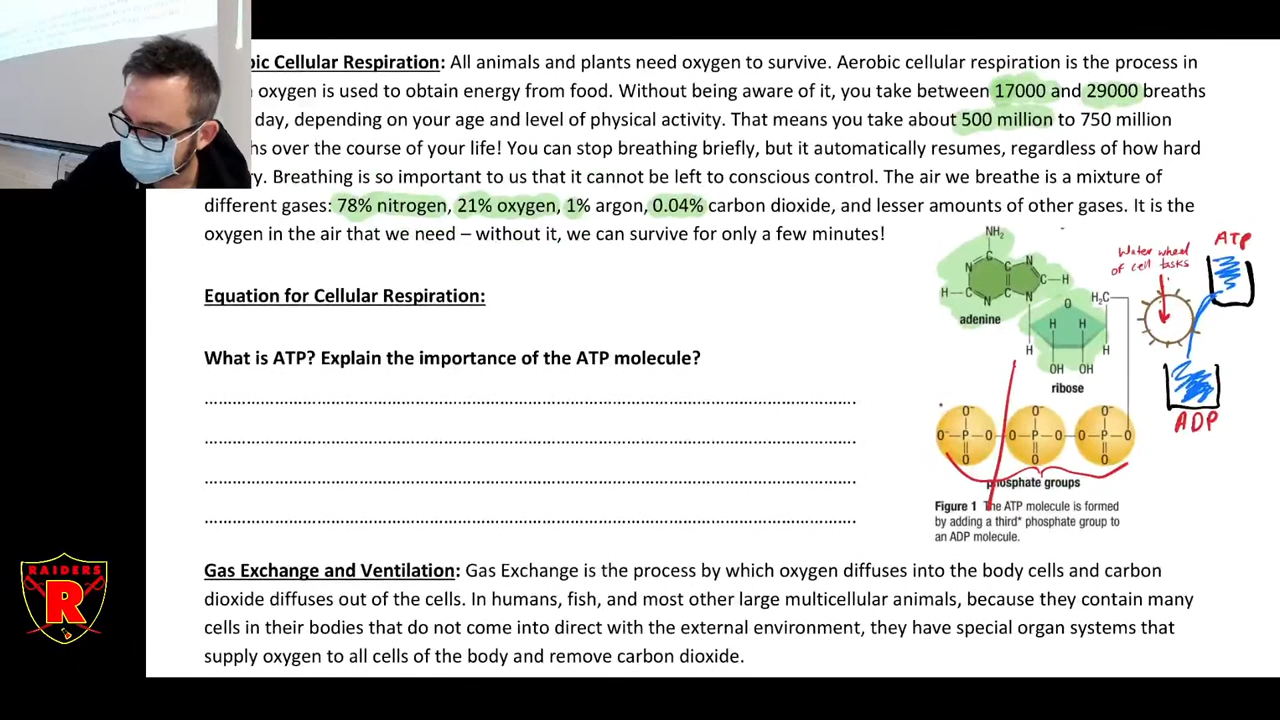 bic Cellular Respiration: All animals and plants need oxygen to survive. Aerobic cellular respiration is the process in
oxygen is used to obtain energy from food. Without being aware of it, you take between 17000 and 29000 breaths
day, depending on your age and level of physical activity. That means you take about 500 million to 750 million
hs over the course of your life! You can stop breathing briefly, but it automatically resumes, regardless of how hard
y. Breathing is so important to us that it cannot be left to conscious control. The air we breathe is a mixture of
different gases: 78% nitrogen, 21% oxygen, 1% argon, 0.04% carbon dioxide, and lesser amounts of other gases. It is the
oxygen in the air that we need – without it, we can survive for only a few minutes!
Equation for Cellular Respiration:
What is ATP? Explain the importance of the ATP molecule?
NH₂
N C C N
C—H
H—C N C N
adenine
O H₂C
H H
H H
OH OH
ribose
O⁻ O⁻ O⁻
O⁻—P—O—O—P—O—O—P—O
O O O
phosphate groups
Figure 1 The ATP molecule is formed
by adding a third* phosphate group to
an ADP molecule.
Water wheel
of cell tasks
ATP
ADP
Gas Exchange and Ventilation: Gas Exchange is the process by which oxygen diffuses into the body cells and carbon
dioxide diffuses out of the cells. In humans, fish, and most other large multicellular animals, because they contain many
cells in their bodies that do not come into direct with the external environment, they have special organ systems that
supply oxygen to all cells of the body and remove carbon dioxide.
RAIDERS
R